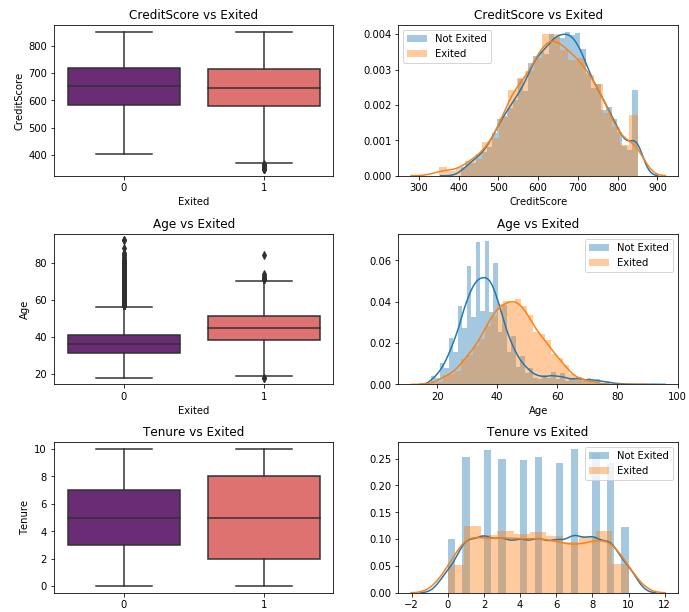 CreditScore vs Exited
CreditScore
800
700
600
500
400
0 1
Exited
CreditScore vs Exited
Not Exited
Exited
0.004
0.003
0.002
0.001
0.000
300 400 500 600 700 800 900
CreditScore
Age vs Exited
Age
80
60
40
20
0 1
Exited
Age vs Exited
Not Exited
Exited
0.06
0.04
0.02
0.00
20 40 60 80 100
Age
Tenure vs Exited
Tenure
10
8
6
4
2
0
0 1
Tenure vs Exited
Not Exited
Exited
0.25
0.20
0.15
0.10
0.05
0.00
−2 0 2 4 6 8 10 12